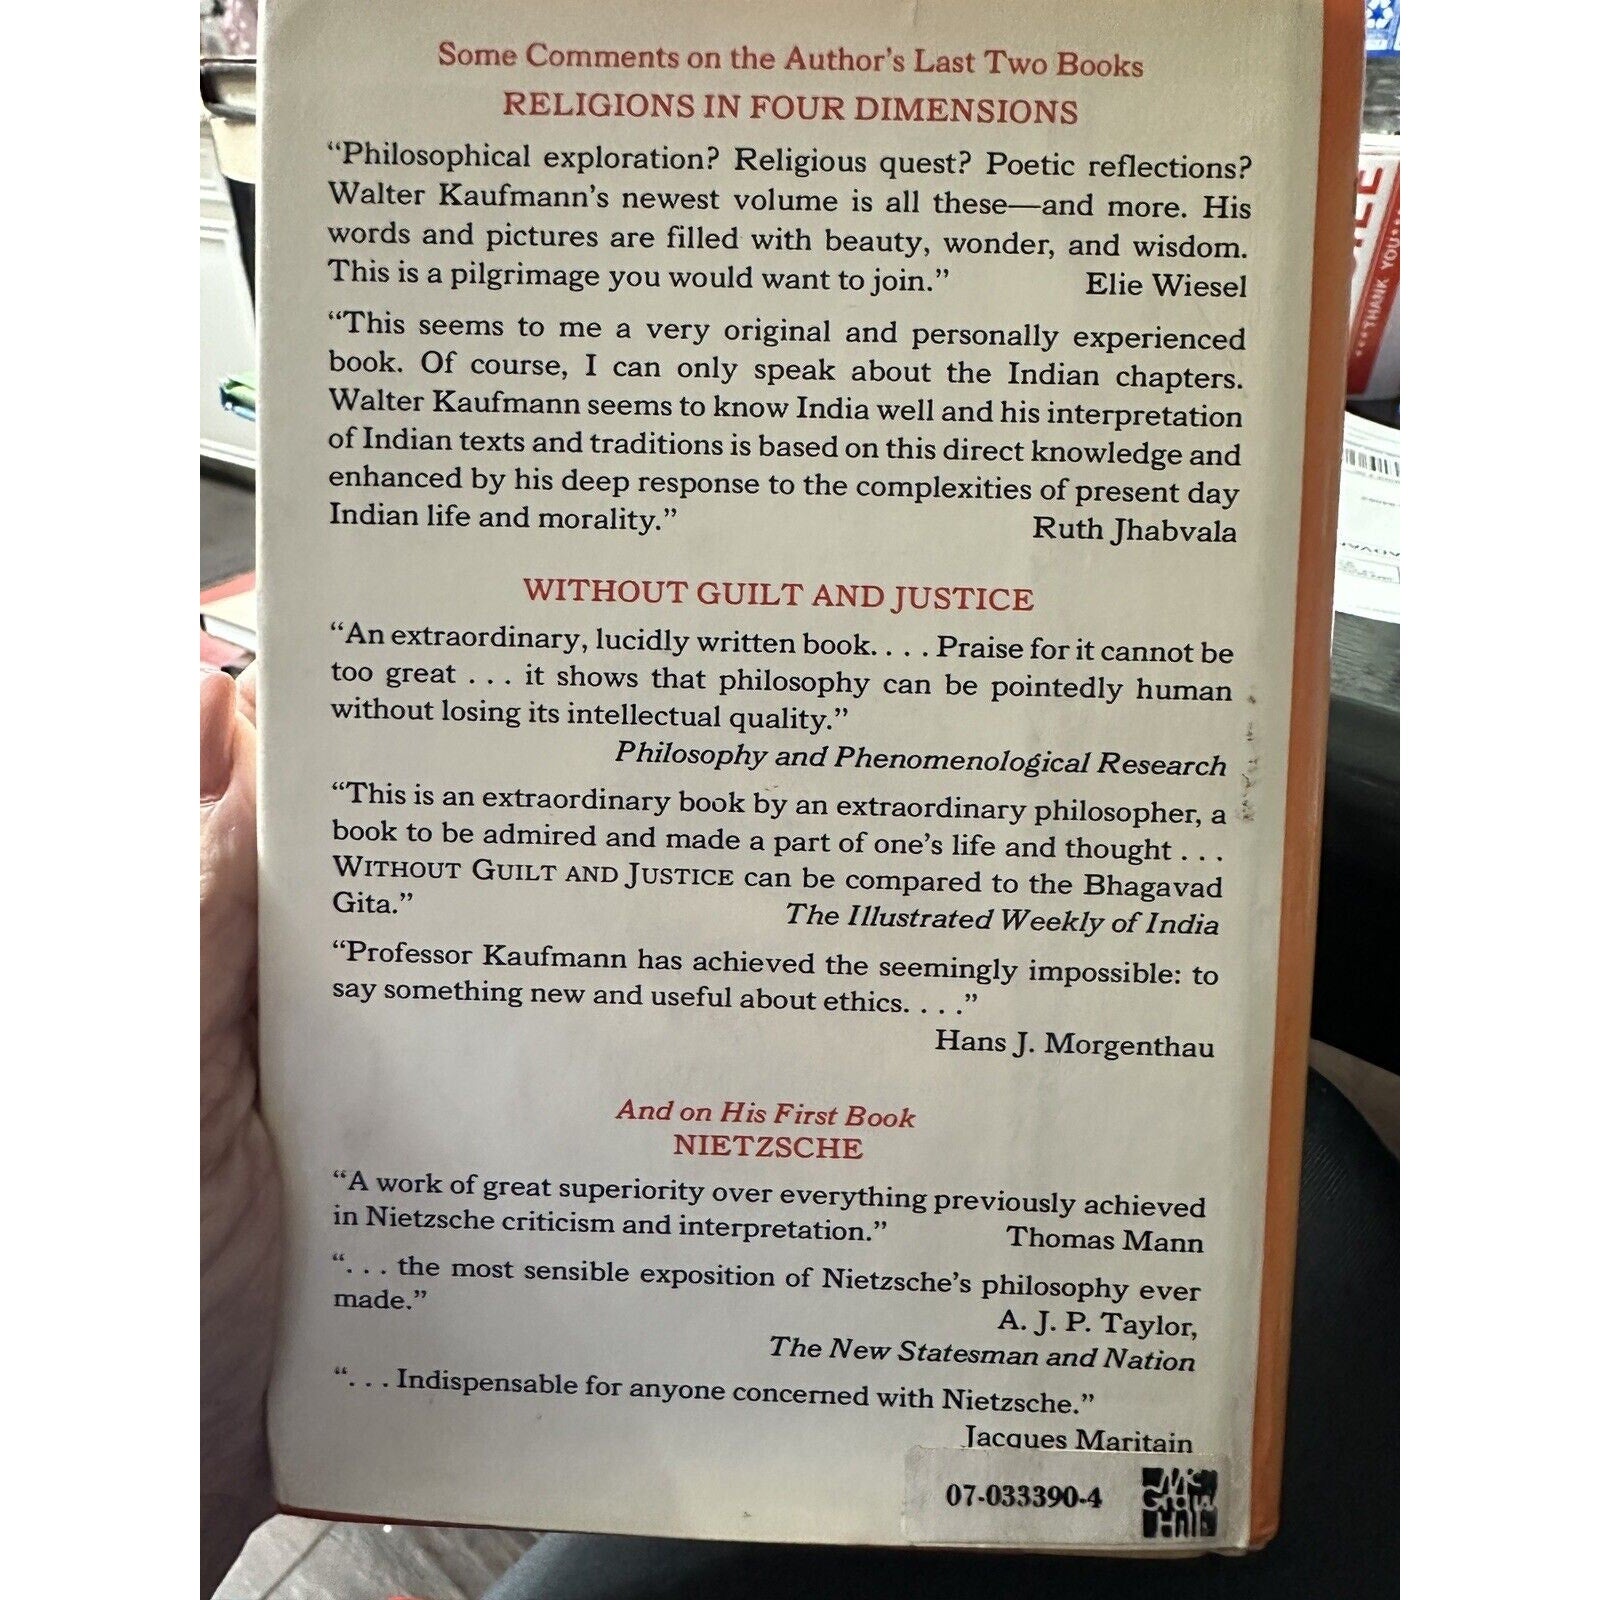 Some Comments on the Author's Last Two Books
RELIGIONS IN FOUR DIMENSIONS
“Philosophical exploration? Religious quest? Poetic reflections?
Walter Kaufmann's newest volume is all these—and more. His
words and pictures are filled with beauty, wonder, and wisdom.
This is a pilgrimage you would want to join.” Elie Wiesel
“This seems to me a very original and personally experienced
book. Of course, I can only speak about the Indian chapters.
Walter Kaufmann seems to know India well and his interpretation
of Indian texts and traditions is based on this direct knowledge and
enhanced by his deep response to the complexities of present day
Indian life and morality.” Ruth Jhabvala
WITHOUT GUILT AND JUSTICE
“An extraordinary, lucidly written book. . . . Praise for it cannot be
too great . . . it shows that philosophy can be pointedly human
without losing its intellectual quality.”
Philosophy and Phenomenological Research
“This is an extraordinary book by an extraordinary philosopher, a
book to be admired and made a part of one's life and thought . . .
WITHOUT GUILT AND JUSTICE can be compared to the Bhagavad
Gita.” The Illustrated Weekly of India
“Professor Kaufmann has achieved the seemingly impossible: to
say something new and useful about ethics. . . .”
Hans J. Morgenthau
And on His First Book
NIETZSCHE
“A work of great superiority over everything previously achieved
in Nietzsche criticism and interpretation.” Thomas Mann
“. . . the most sensible exposition of Nietzsche's philosophy ever
made.” A. J. P. Taylor,
The New Statesman and Nation
“. . . Indispensable for anyone concerned with Nietzsche.”
Jacques Maritain
07-033390-4
Mc
Graw
Hill
THANK YOU